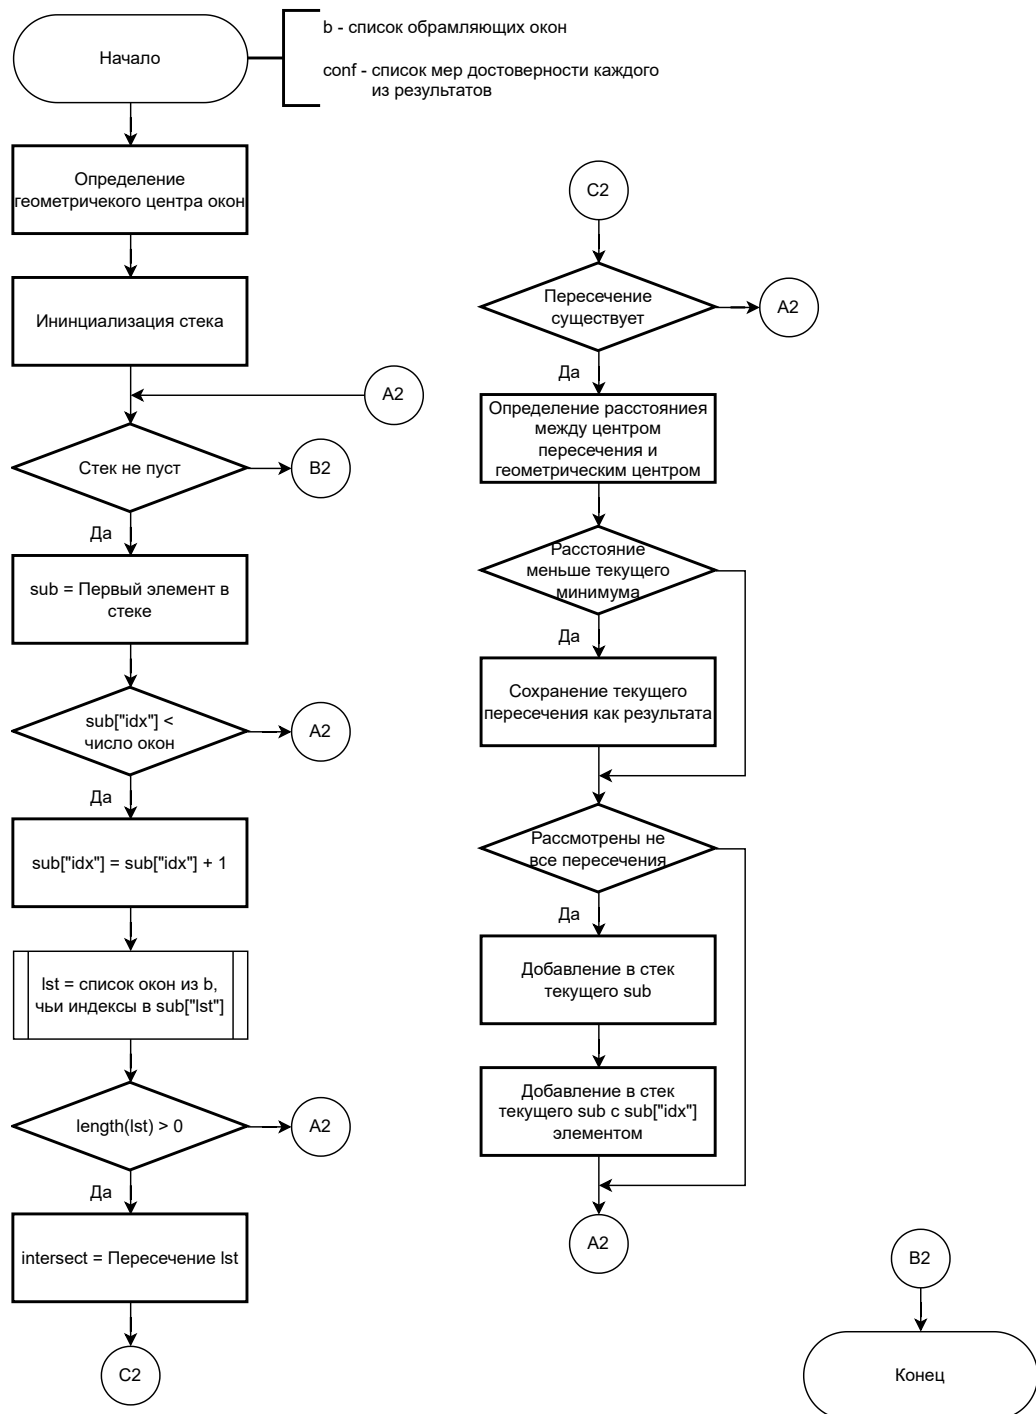 Начало
b - список обрамляющих окон
conf - список мер достоверности каждого
из результатов
Определение
геометричекого центра окон
Ининциализация стека
A2
Стек не пуст
B2
Да
sub = Первый элемент в
стеке
sub["idx"] <
число окон
A2
Да
sub["idx"] = sub["idx"] + 1
lst = список окон из b,
чьи индексы в sub["lst"]
length(lst) > 0
A2
Да
intersect = Пересечение lst
C2
C2
Пересечение
существует
A2
Да
Определение расстояниея
между центром
пересечения и
геометрическим центром
Расстояние
меньше текущего
минимума
Да
Сохранение текущего
пересечения как результата
Рассмотрены не
все пересечения
Да
Добавление в стек
текущего sub
Добавление в стек
текущего sub с sub["idx"]
элементом
A2
B2
Конец